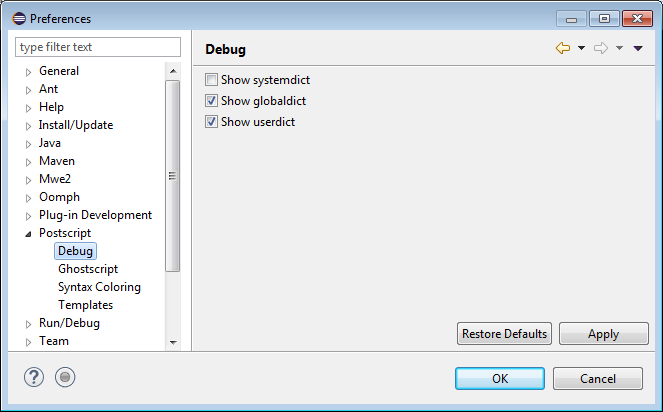 Preferences
type filter text
General
Ant
Help
Install/Update
Java
Maven
Mwe2
Oomph
Plug-in Development
Postscript
Debug
Ghostscript
Syntax Coloring
Templates
Run/Debug
Team
Debug
Show systemdict
Show globaldict
Show userdict
Restore Defaults
Apply
?
OK
Cancel